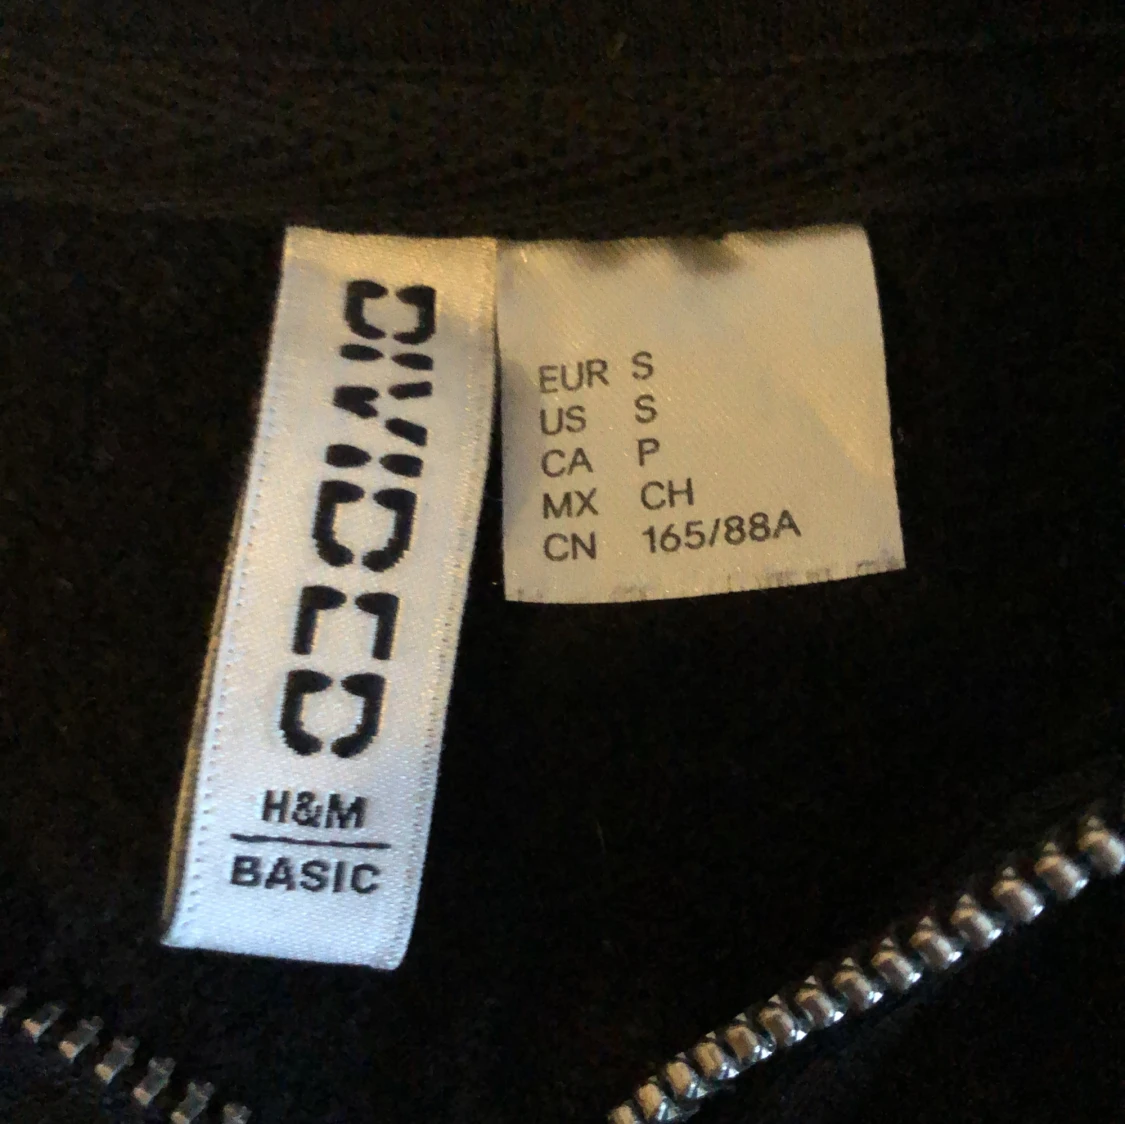 DIVIDED
H&M
BASIC
EUR S
US S
CA P
MX CH
CN 165/88A